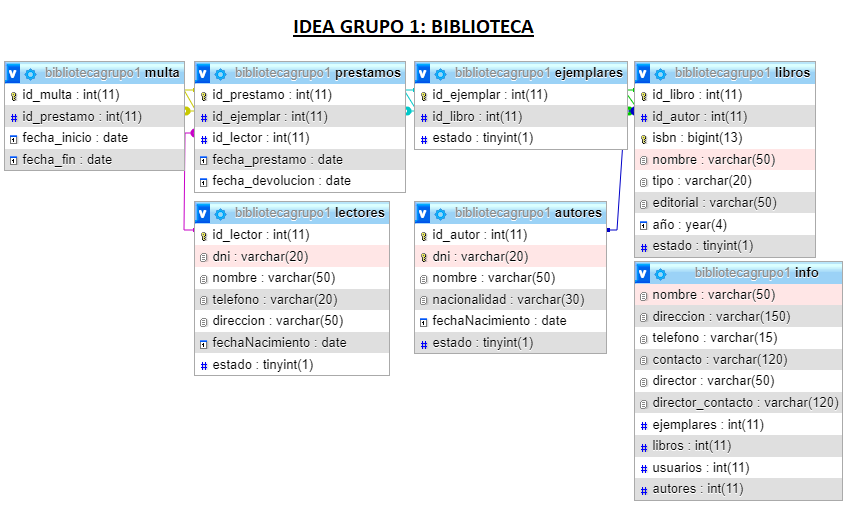 IDEA GRUPO 1: BIBLIOTECA
v bibliotecagrupo1 multa
id_multa : int(11)
id_prestamo : int(11)
fecha_inicio : date
fecha_fin : date
v bibliotecagrupo1 prestamos
id_prestamo : int(11)
id_ejemplar : int(11)
id_lector : int(11)
fecha_prestamo : date
fecha_devolucion : date
v bibliotecagrupo1 ejemplares
id_ejemplar : int(11)
id_libro : int(11)
estado : tinyint(1)
v bibliotecagrupo1 libros
id_libro : int(11)
id_autor : int(11)
isbn : bigint(13)
nombre : varchar(50)
tipo : varchar(20)
editorial : varchar(50)
año : year(4)
estado : tinyint(1)
v bibliotecagrupo1 lectores
id_lector : int(11)
dni : varchar(20)
nombre : varchar(50)
telefono : varchar(20)
direccion : varchar(50)
fechaNacimiento : date
estado : tinyint(1)
v bibliotecagrupo1 autores
id_autor : int(11)
dni : varchar(20)
nombre : varchar(50)
nacionalidad : varchar(30)
fechaNacimiento : date
estado : tinyint(1)
v bibliotecagrupo1 info
nombre : varchar(50)
direccion : varchar(150)
telefono : varchar(15)
contacto : varchar(120)
director : varchar(50)
director_contacto : varchar(120)
ejemplares : int(11)
libros : int(11)
usuarios : int(11)
autores : int(11)